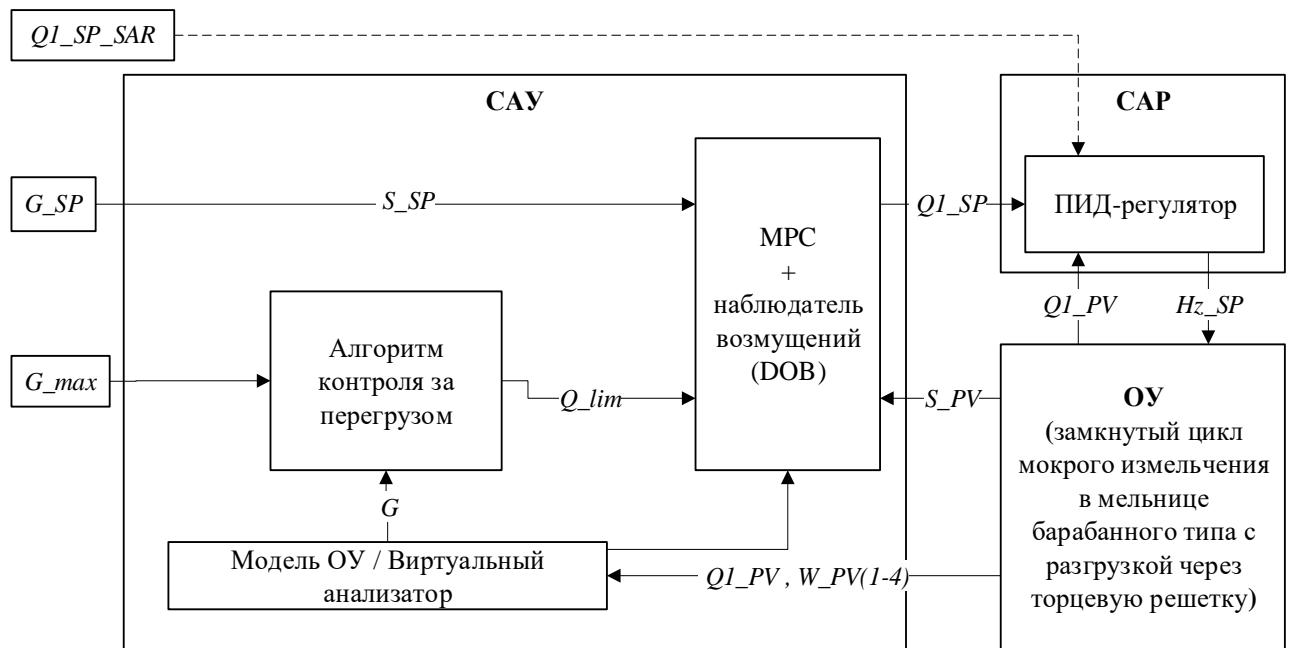 Q1_SP_SAR
САУ
САР
G_SP
S_SP
МРС
+
наблюдатель
возмущений
(DOB)
Q1_SP
ПИД-регулятор
Q1_PV
Hz_SP
G_max
Алгоритм
контроля за
перегрузом
Q_lim
S_PV
ОУ
(замкнутый цикл
мокрого измельчения
в мельнице
барабанного типа с
разгрузкой через
торцевую решетку)
G
Модель ОУ / Виртуальный
анализатор
Q1_PV , W_PV(1-4)